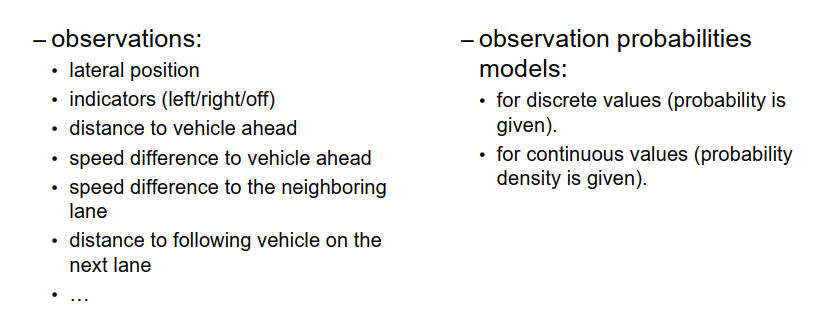 – observations:
• lateral position
• indicators (left/right/off)
• distance to vehicle ahead
• speed difference to vehicle ahead
• speed difference to the neighboring
lane
• distance to following vehicle on the
next lane
• …
– observation probabilities
models:
• for discrete values (probability is
given).
• for continuous values (probability
density is given).